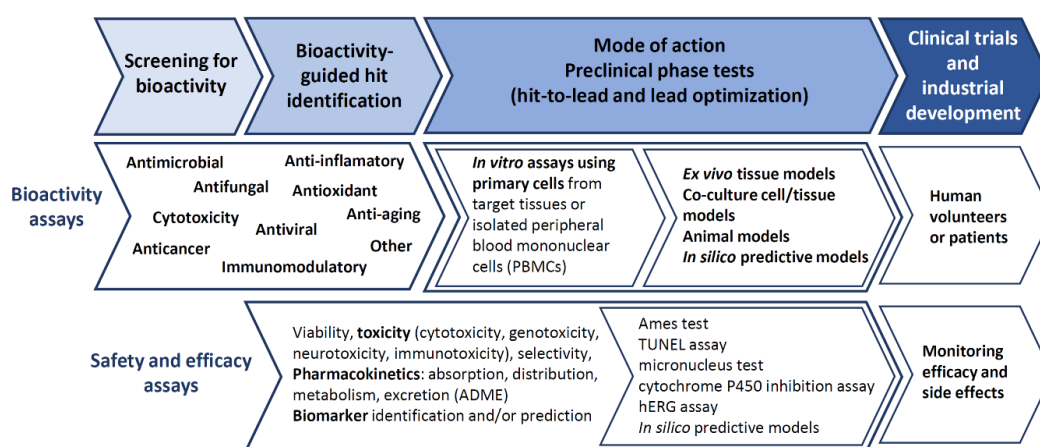 Screening for
bioactivity
Bioactivity-
guided hit
identification
Mode of action
Preclinical phase tests
(hit-to-lead and lead optimization)
Clinical trials
and
industrial
development
Bioactivity
assays
Antimicrobial
Anti-inflamatory
Antifungal
Antioxidant
Cytotoxicity
Anti-aging
Antiviral
Anticancer
Other
Immunomodulatory
In vitro assays using
primary cells from
target tissues or
isolated peripheral
blood mononuclear
cells (PBMCs)
Ex vivo tissue models
Co-culture cell/tissue
models
Animal models
In silico predictive models
Human
volunteers
or patients
Safety and efficacy
assays
Viability, toxicity (cytotoxicity, genotoxicity,
neurotoxicity, immunotoxicity), selectivity,
Pharmacokinetics: absorption, distribution,
metabolism, excretion (ADME)
Biomarker identification and/or prediction
Ames test
TUNEL assay
micronucleus test
cytochrome P450 inhibition assay
hERG assay
In silico predictive models
Monitoring
efficacy and
side effects